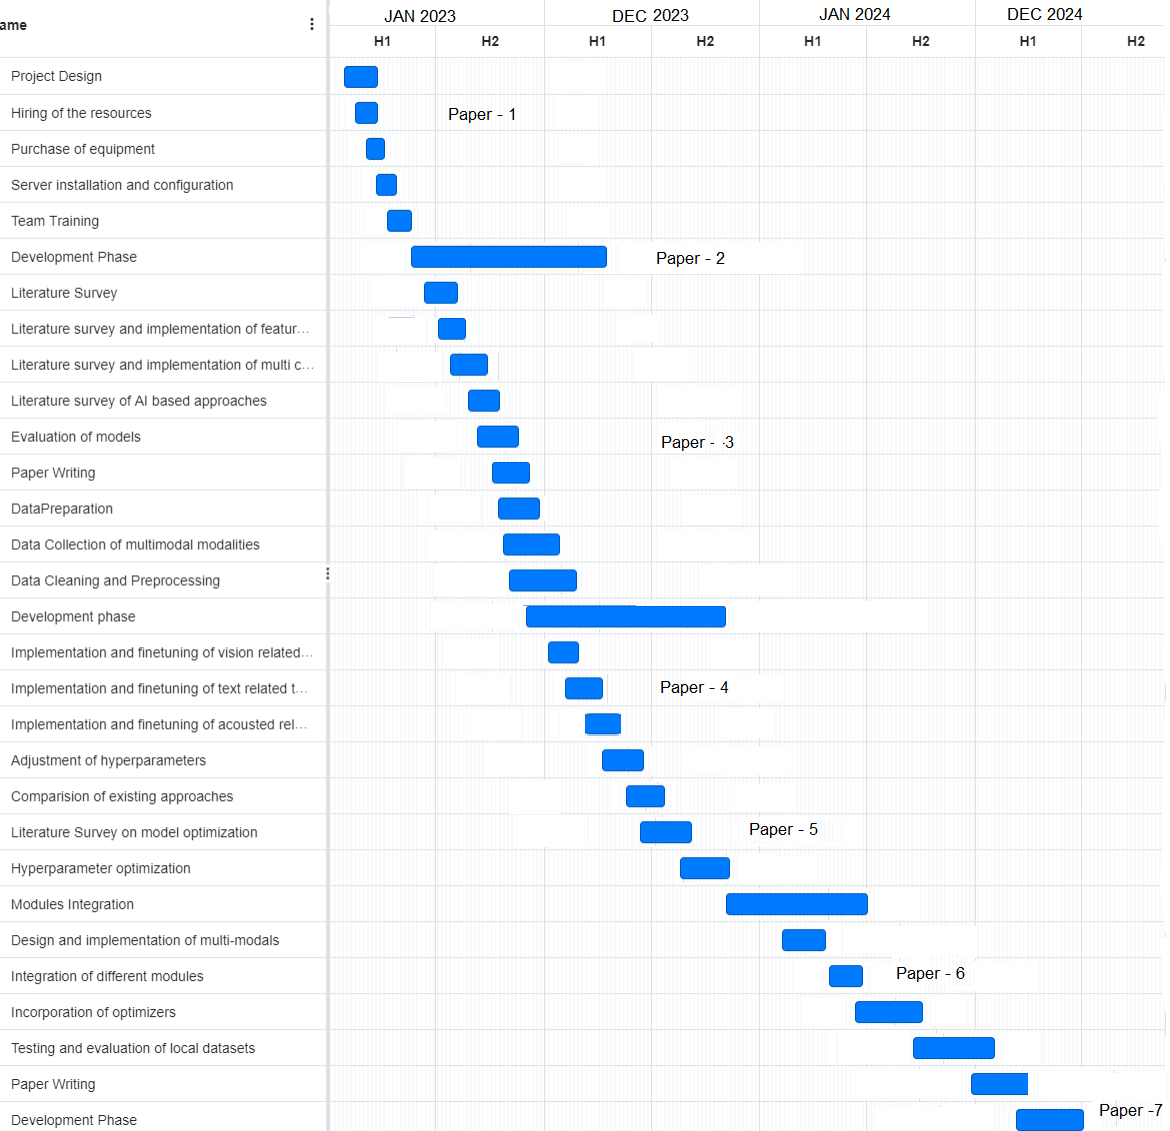 JAN 2023 DEC 2023 JAN 2024 DEC 2024
ame
H1 H2 H1 H2 H1 H2 H1 H2
Project Design
Hiring of the resources Paper - 1
Purchase of equipment
Server installation and configuration
Team Training
Development Phase Paper - 2
Literature Survey
Literature survey and implementation of featur...
Literature survey and implementation of multi c...
Literature survey of AI based approaches
Evaluation of models Paper - 3
Paper Writing
DataPreparation
Data Collection of multimodal modalities
Data Cleaning and Preprocessing
Development phase
Implementation and finetuning of vision related...
Implementation and finetuning of text related t... Paper - 4
Implementation and finetuning of acousted rel...
Adjustment of hyperparameters
Comparision of existing approaches
Literature Survey on model optimization Paper - 5
Hyperparameter optimization
Modules Integration
Design and implementation of multi-modals
Integration of different modules Paper - 6
Incorporation of optimizers
Testing and evaluation of local datasets
Paper Writing
Development Phase Paper -7